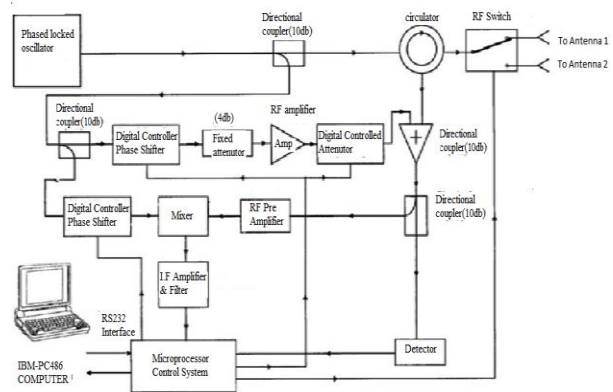 Phased locked
oscillator
Directional
coupler(10db)
circulator
RF Switch
To Antenna 1
To Antenna 2
Directional
coupler(10db)
Digital Controller
Phase Shifter
(4db)
Fixed
attenutor
RF amplifier
Amp
Digital Controlled
Attenutor
+
Directional
coupler(10db)
Directional
coupler(10db)
Digital Controller
Phase Shifter
Mixer
RF Pre
Amplifier
I.F Amplifier
& Filter
RS232
Interface
IBM-PC486
COMPUTER
Microprocessor
Control System
Detector